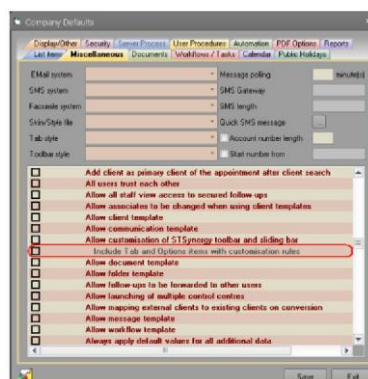 Company Defaults
Display/Other Security Server Process User Procedures Automation PDF Options Reports
List items Miscellaneous Documents Workflows / Tasks Calendar Public Holidays
EMail system Message polling minute(s)
SMS system SMS Gateway
Facsimile system SMS length
Skin/Style file Quick SMS message ...
Tab style Account number length
Toolbar style Start number from
Add client as primary client of the appointment after client search
All users trust each other
Allow all staff view access to secured follow-ups
Allow associates to be changed when using client templates
Allow client template
Allow communication template
Allow customisation of STSynergy toolbar and sliding bar
Include Tab and Options items with customisation rules
Allow document template
Allow folder template
Allow follow-ups to be forwarded to other users
Allow launching of multiple control centres
Allow mapping external clients to existing clients on conversion
Allow message template
Allow workflow template
Always apply default values for all additional data
Save Exit